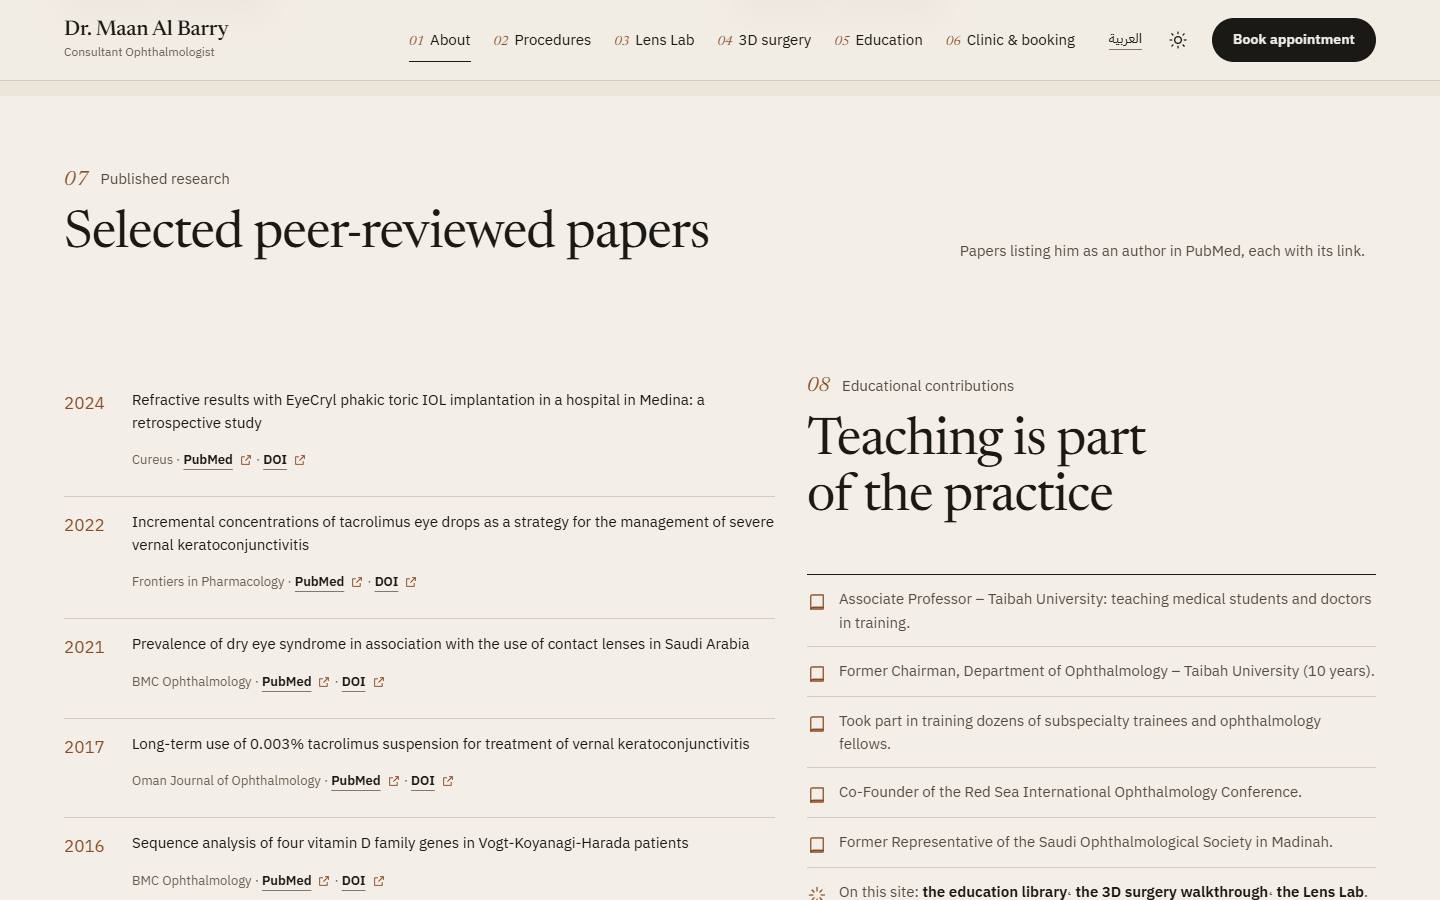 Dr. Maan Al Barry
Consultant Ophthalmologist
01 About
02 Procedures
03 Lens Lab
04 3D surgery
05 Education
06 Clinic & booking
العربية
Book appointment
07 Published research
Selected peer-reviewed papers
Papers listing him as an author in PubMed, each with its link.
2024
Refractive results with EyeCryl phakic toric IOL implantation in a hospital in Medina: a
retrospective study
Cureus · PubMed · DOI
2022
Incremental concentrations of tacrolimus eye drops as a strategy for the management of severe
vernal keratoconjunctivitis
Frontiers in Pharmacology · PubMed · DOI
2021
Prevalence of dry eye syndrome in association with the use of contact lenses in Saudi Arabia
BMC Ophthalmology · PubMed · DOI
2017
Long-term use of 0.003% tacrolimus suspension for treatment of vernal keratoconjunctivitis
Oman Journal of Ophthalmology · PubMed · DOI
2016
Sequence analysis of four vitamin D family genes in Vogt-Koyanagi-Harada patients
BMC Ophthalmology · PubMed · DOI
08 Educational contributions
Teaching is part
of the practice
Associate Professor – Taibah University: teaching medical students and doctors
in training.
Former Chairman, Department of Ophthalmology – Taibah University (10 years).
Took part in training dozens of subspecialty trainees and ophthalmology
fellows.
Co-Founder of the Red Sea International Ophthalmology Conference.
Former Representative of the Saudi Ophthalmological Society in Madinah.
On this site: the education library، the 3D surgery walkthrough، the Lens Lab.